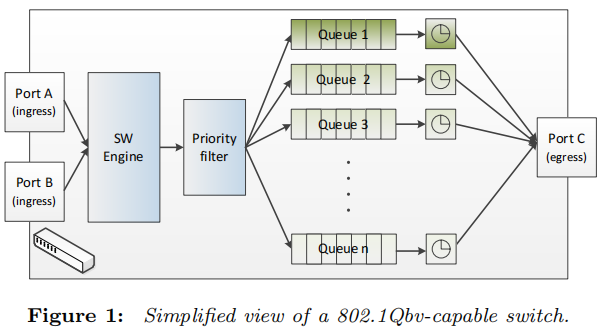 Port A
(ingress)
Port B
(ingress)
SW
Engine
Priority
filter
Queue 1
Queue 2
Queue 3
Queue n
Port C
(egress)
Figure 1: Simplified view of a 802.1Qbv-capable switch.